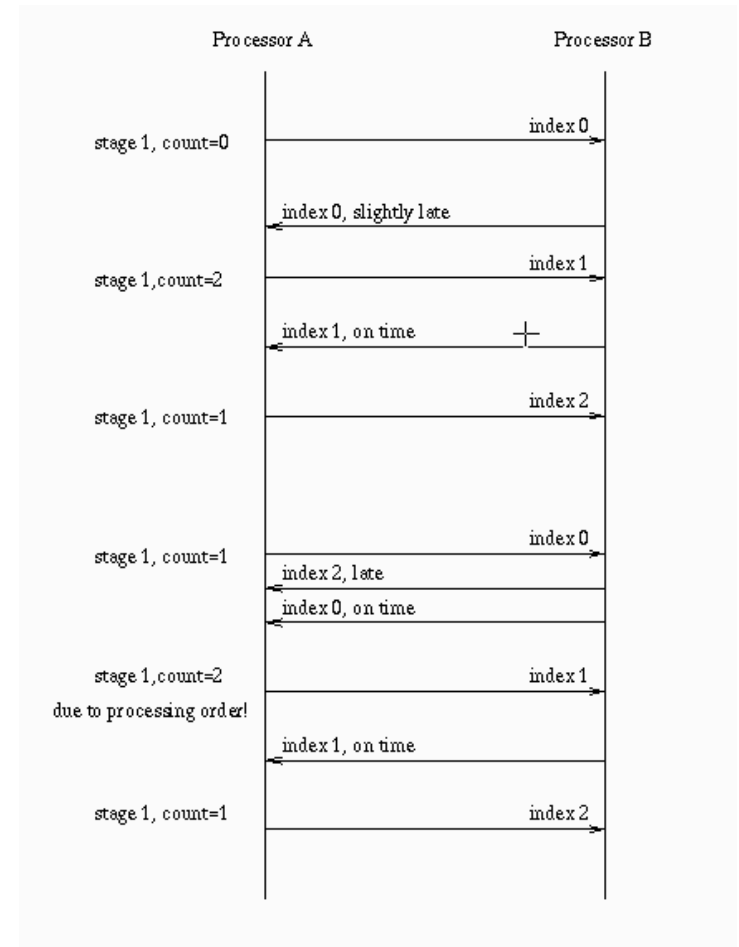 Processor A
Processor B
index 0
stage 1, count=0
index 0, slightly late
index 1
stage 1,count=2
index 1, on time
index 2
stage 1, count=1
index 0
stage 1, count=1
index 2, late
index 0, on time
stage 1,count=2
index 1
due to processing order!
index 1, on time
stage 1, count=1
index 2